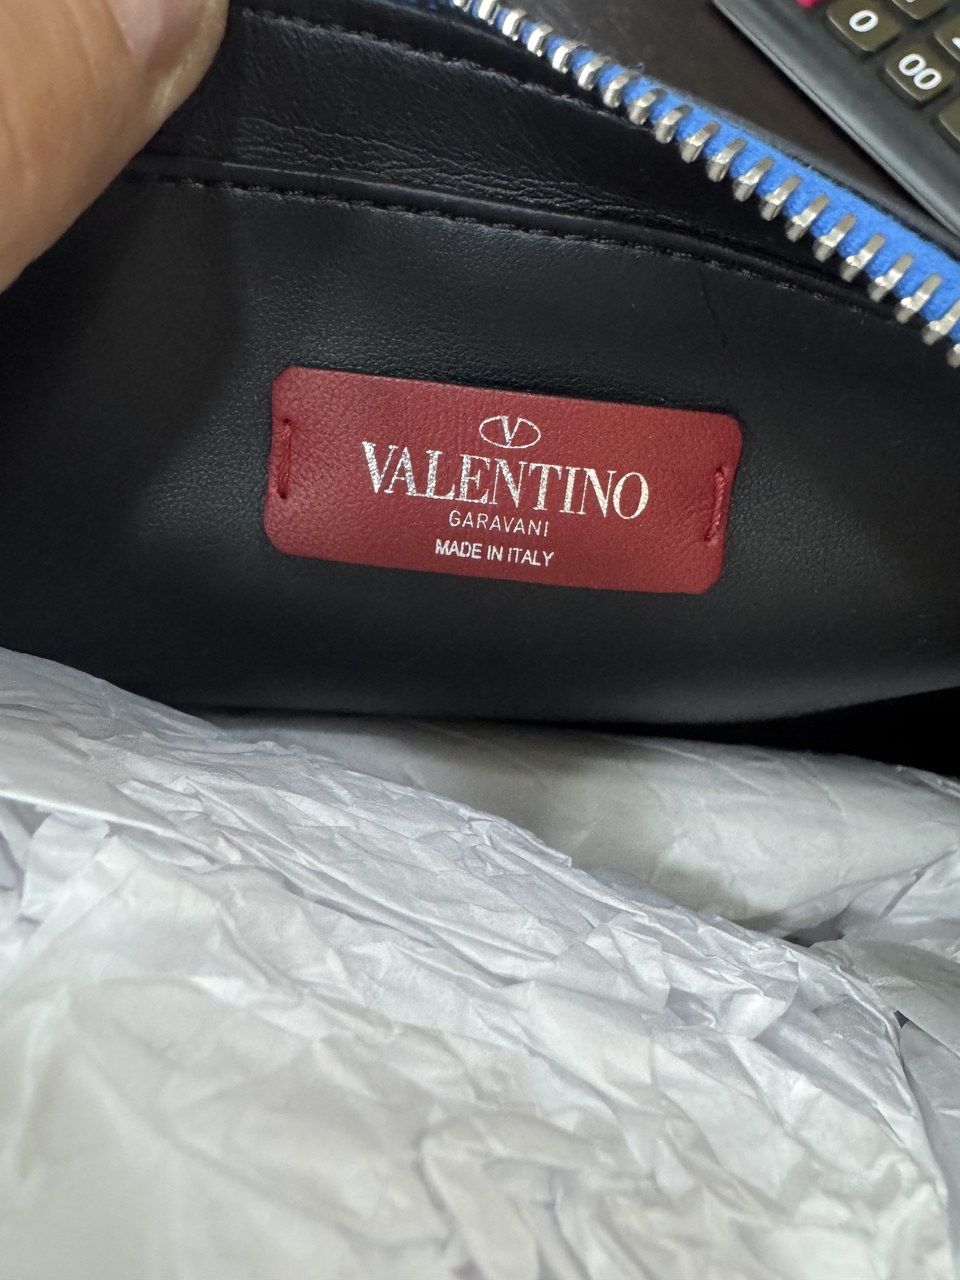 0
00
V
VALENTINO
GARAVANI
MADE IN ITALY